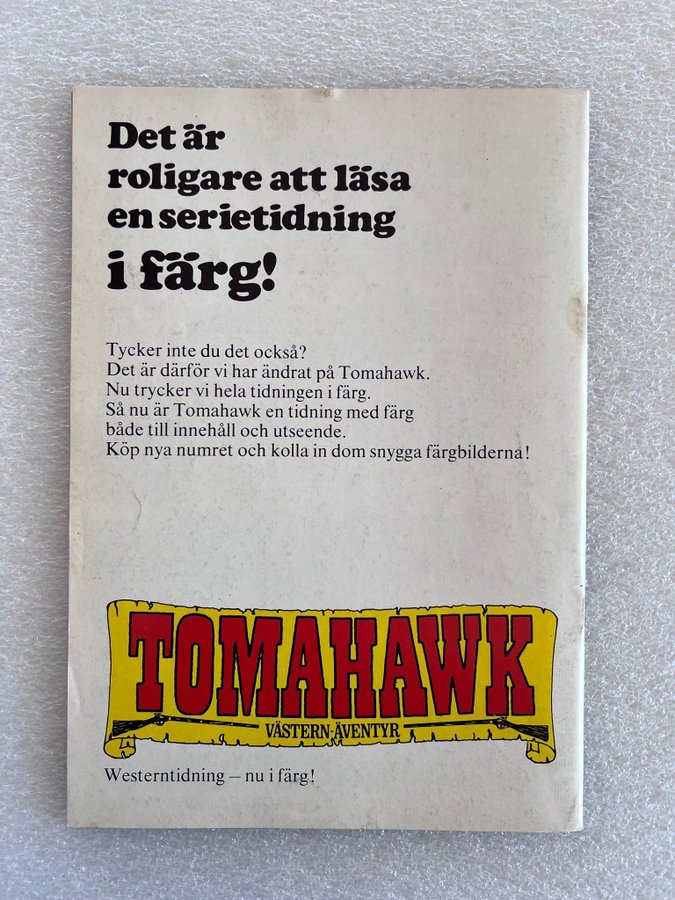 Det är
roligare att läsa
en serietidning
i färg!
Tycker inte du det också?
Det är därför vi har ändrat på Tomahawk.
Nu trycker vi hela tidningen i färg.
Så nu är Tomahawk en tidning med färg
både till innehåll och utseende.
Köp nya numret och kolla in dom snygga färgbilderna!
TOMAHAWK
VÄSTERN-ÄVENTYR
Westerntidning – nu i färg!